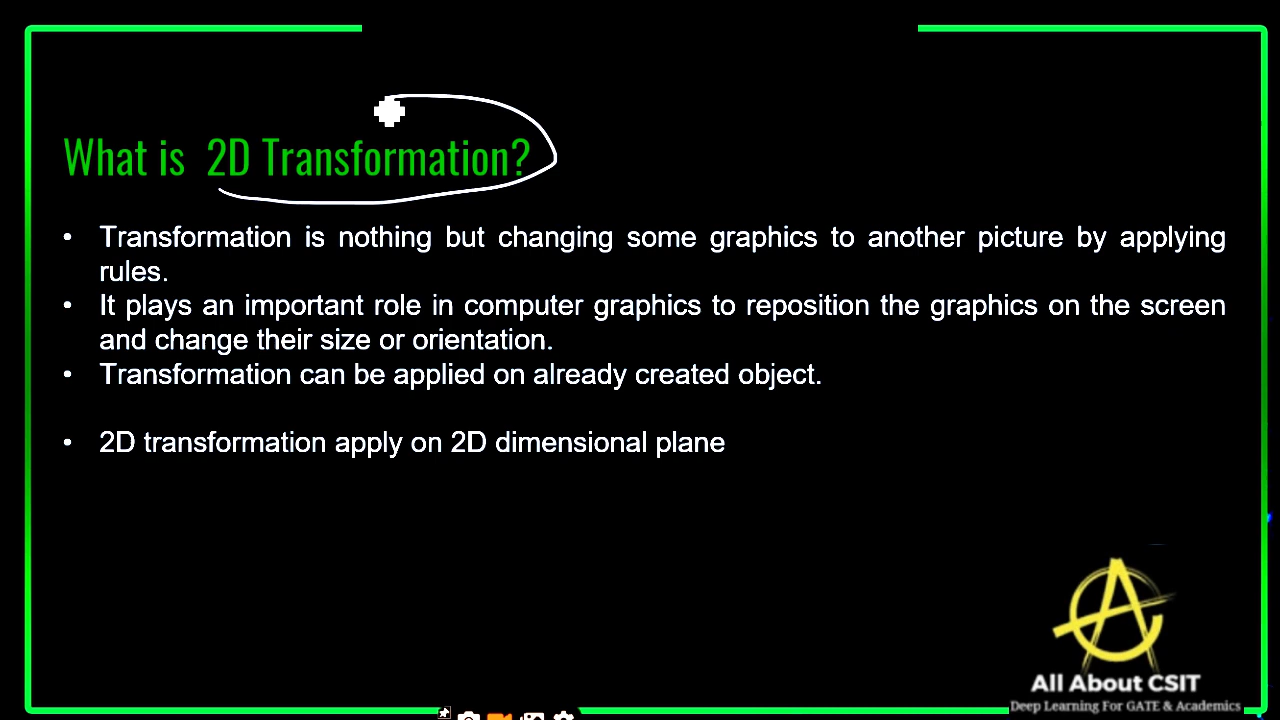 What is 2D Transformation?
• Transformation is nothing but changing some graphics to another picture by applying
rules.
• It plays an important role in computer graphics to reposition the graphics on the screen
and change their size or orientation.
• Transformation can be applied on already created object.
• 2D transformation apply on 2D dimensional plane
All About CSIT
Deep Learning For GATE & Academics